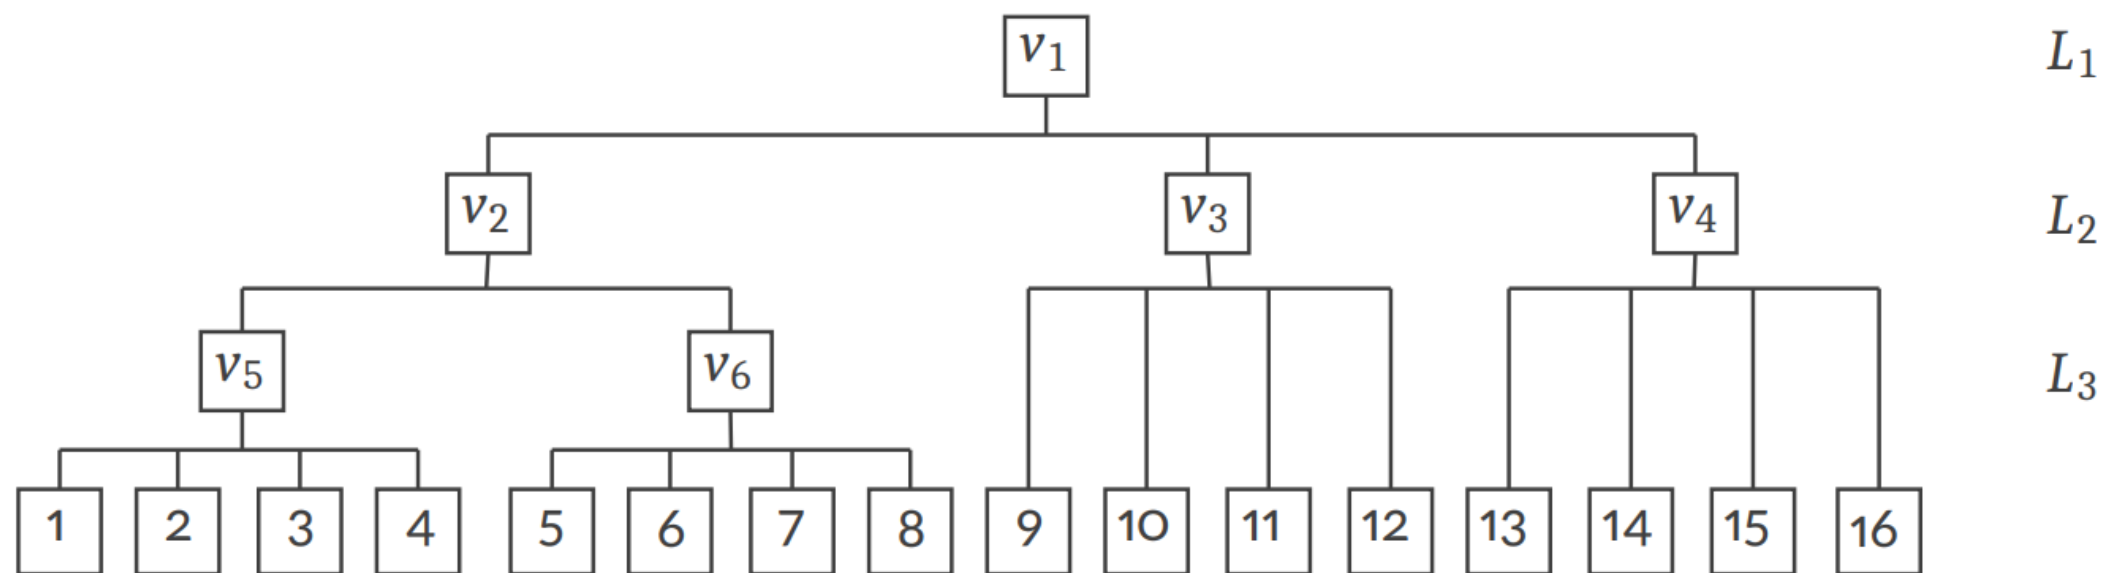 v₁ L₁
v₂ v₃ v₄ L₂
v₅ v₆ L₃
1 2 3 4 5 6 7 8 9 10 11 12 13 14 15 16